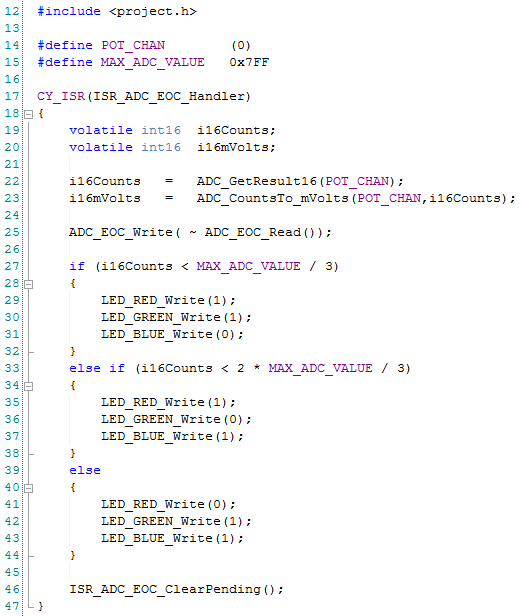 12 #include <project.h>
13
14 #define POT_CHAN (0)
15 #define MAX_ADC_VALUE 0x7FF
16
17 CY_ISR(ISR_ADC_EOC_Handler)
18 {
19 volatile int16 i16Counts;
20 volatile int16 i16mVolts;
21
22 i16Counts = ADC_GetResult16(POT_CHAN);
23 i16mVolts = ADC_CountsTo_mVolts(POT_CHAN,i16Counts);
24
25 ADC_EOC_Write( ~ ADC_EOC_Read());
26
27 if (i16Counts < MAX_ADC_VALUE / 3)
28 {
29 LED_RED_Write(1);
30 LED_GREEN_Write(1);
31 LED_BLUE_Write(0);
32 }
33 else if (i16Counts < 2 * MAX_ADC_VALUE / 3)
34 {
35 LED_RED_Write(1);
36 LED_GREEN_Write(0);
37 LED_BLUE_Write(1);
38 }
39 else
40 {
41 LED_RED_Write(0);
42 LED_GREEN_Write(1);
43 LED_BLUE_Write(1);
44 }
45
46 ISR_ADC_EOC_ClearPending();
47 }